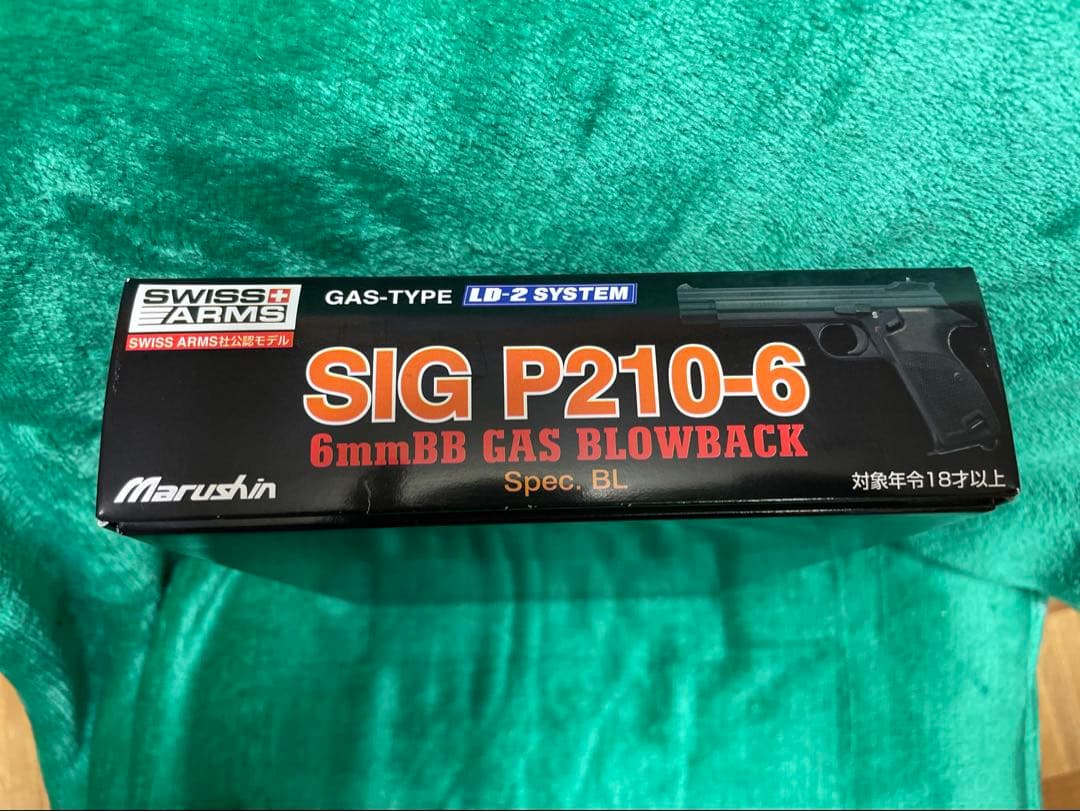 SWISS ARMS
SWISS ARMS社公認モデル
GAS-TYPE LD-2 SYSTEM
SIG P210-6
6mmBB GAS BLOWBACK
Spec. BL
Marushin
対象年令18才以上